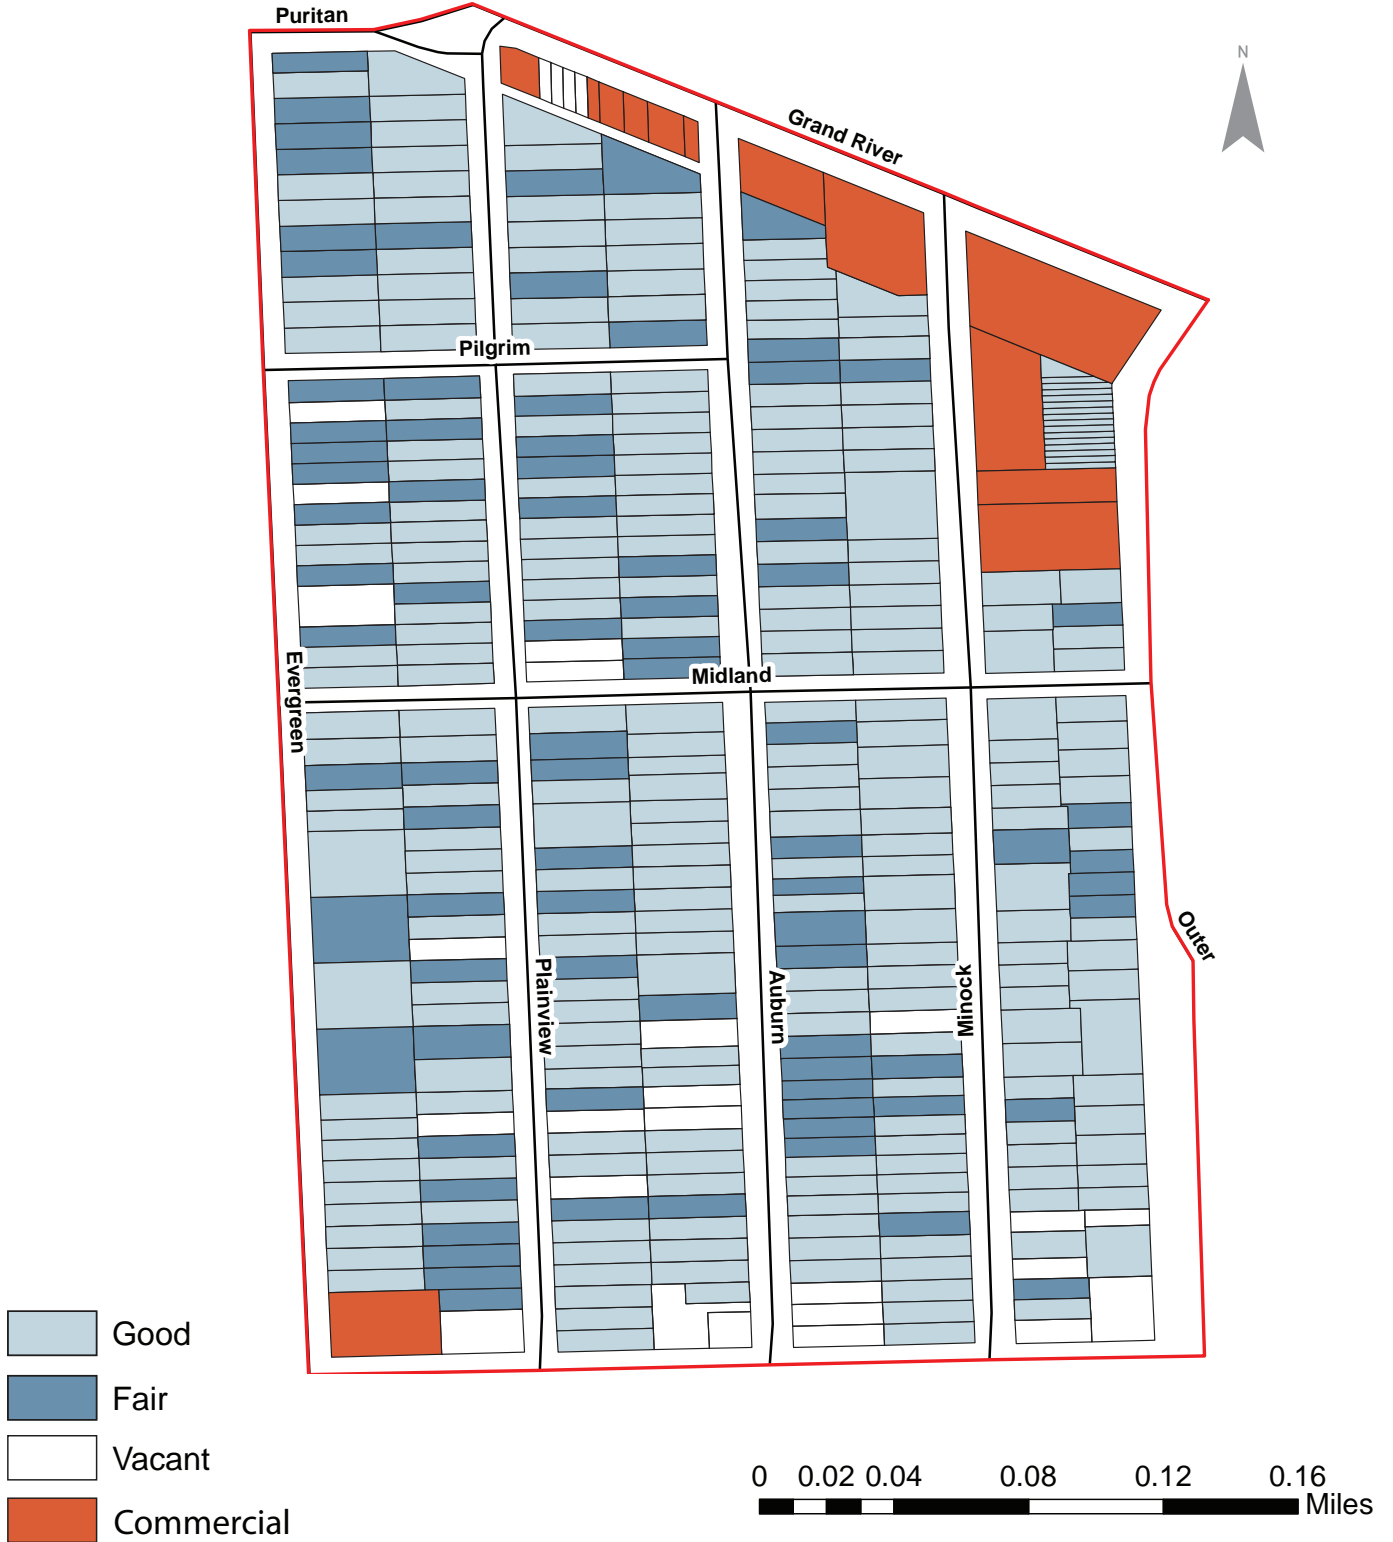 Puritan
N
Grand River
Pilgrim
Midland
Evergreen
Outer
Plainview
Auburn
Minock
Good
Fair
Vacant
Commercial
0 0.02 0.04 0.08 0.12 0.16
Miles